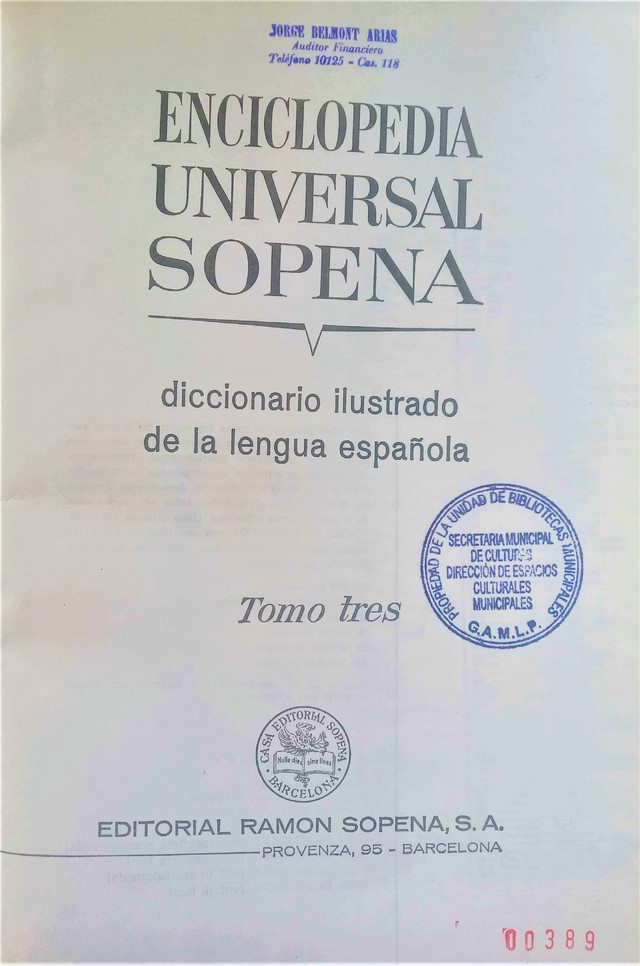 JORGE BELMONT ARIAS
Auditor Financiero
Teléfono 10125 - Cas. 118
ENCICLOPEDIA
UNIVERSAL
SOPENA
diccionario ilustrado
de la lengua española
PROPIEDAD DE LA UNIDAD DE BIBLIOTECAS MUNICIPALES
SECRETARIA MUNICIPAL
DE CULTURAS
DIRECCIÓN DE ESPACIOS
CULTURALES
MUNICIPALES
G.A.M.L.P.
Tomo tres
CASA EDITORIAL SOPENA
Nulla dies sine linea
BARCELONA
EDITORIAL RAMON SOPENA, S. A.
PROVENZA, 95 - BARCELONA
00389